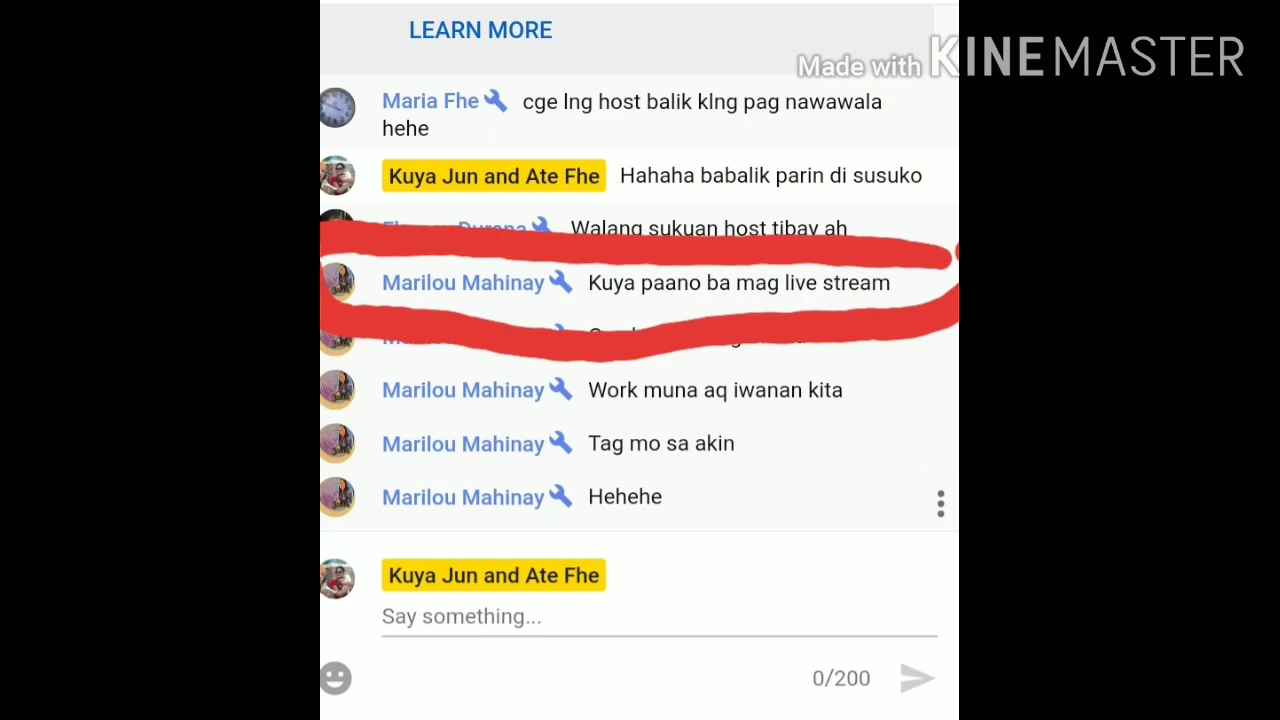 LEARN MORE
Made with KINEMASTER
Maria Fhe cge lng host balik klng pag nawawala
hehe
Kuya Jun and Ate Fhe Hahaha babalik parin di susuko
Walang sukuan host tibay ah
Marilou Mahinay Kuya paano ba mag live stream
Marilou Mahinay Work muna aq iwanan kita
Marilou Mahinay Tag mo sa akin
Marilou Mahinay Hehehe
Kuya Jun and Ate Fhe
Say something...
0/200